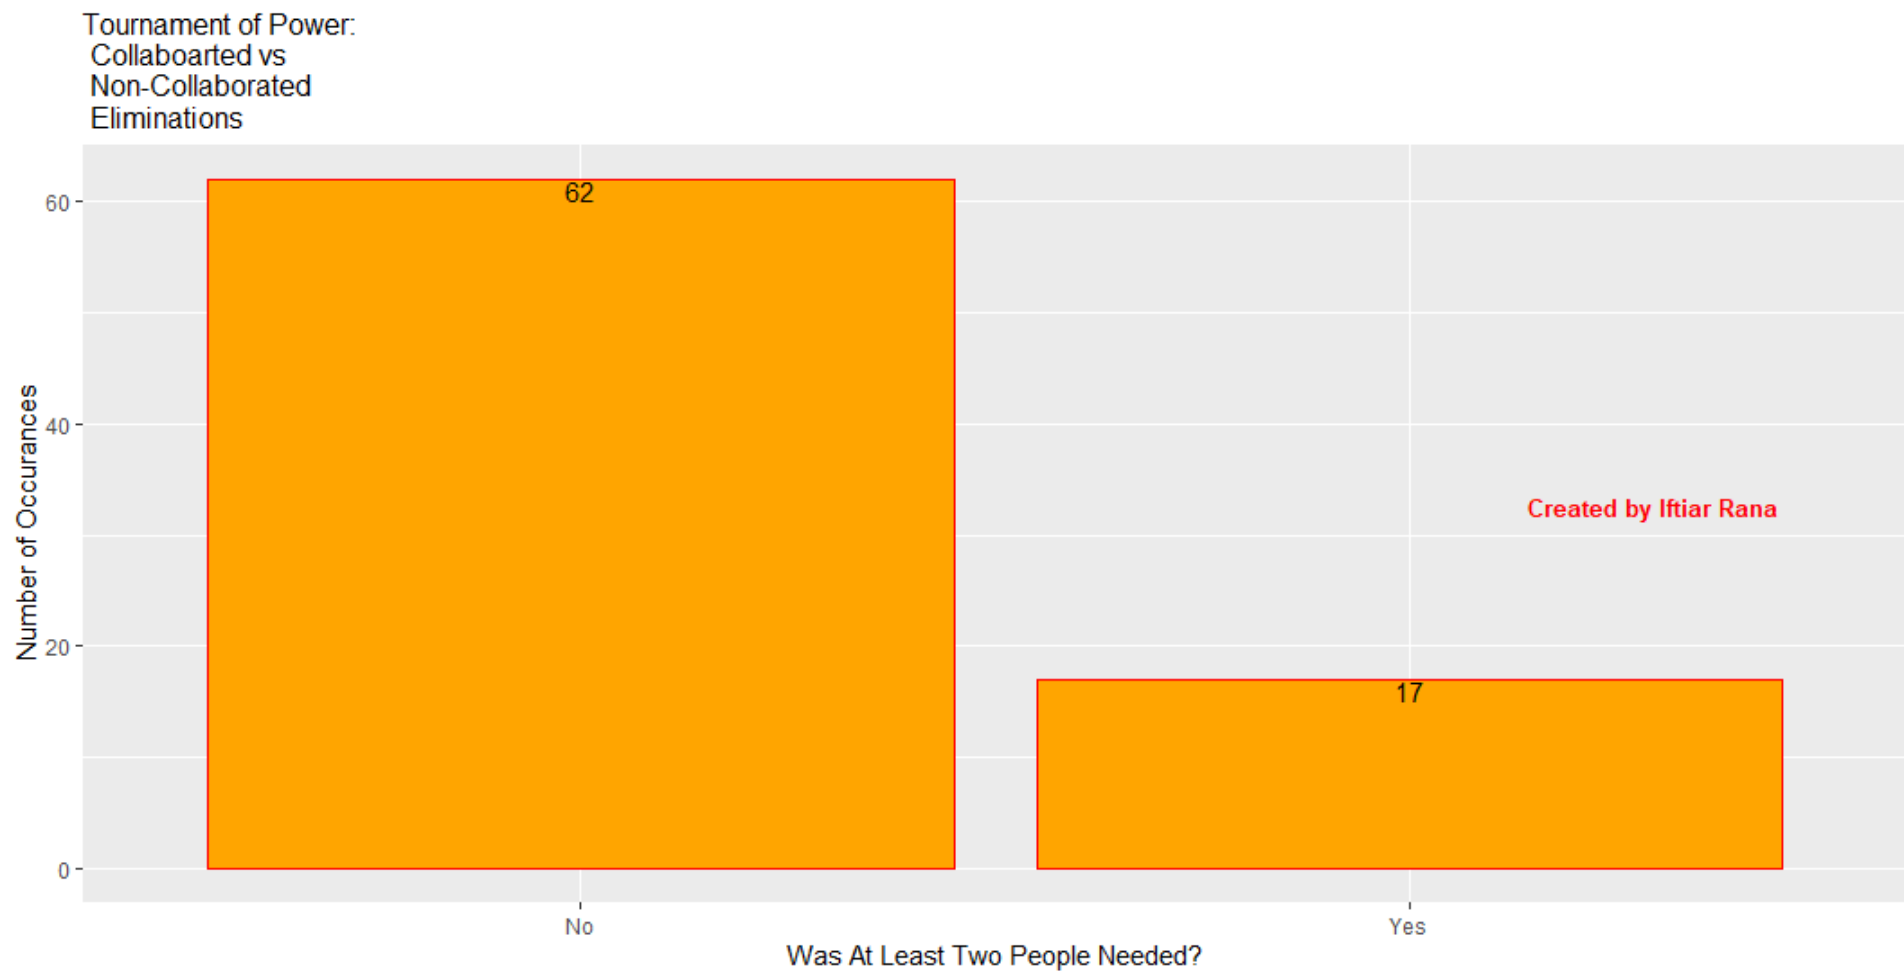 Tournament of Power:
Collaboarted vs
Non-Collaborated
Eliminations
Number of Occurances
60
40
20
0
62
17
Created by Iftiar Rana
No
Yes
Was At Least Two People Needed?